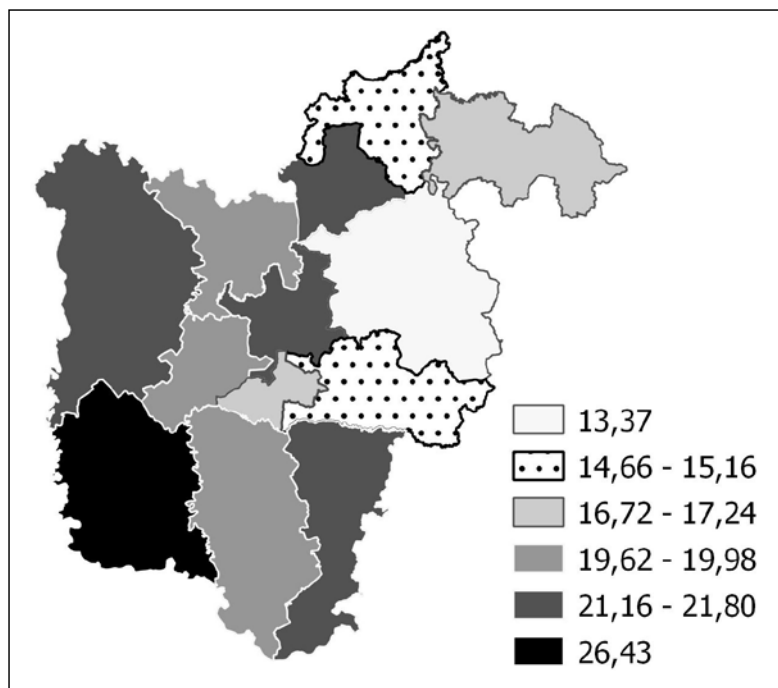 13,37
14,66 - 15,16
16,72 - 17,24
19,62 - 19,98
21,16 - 21,80
26,43